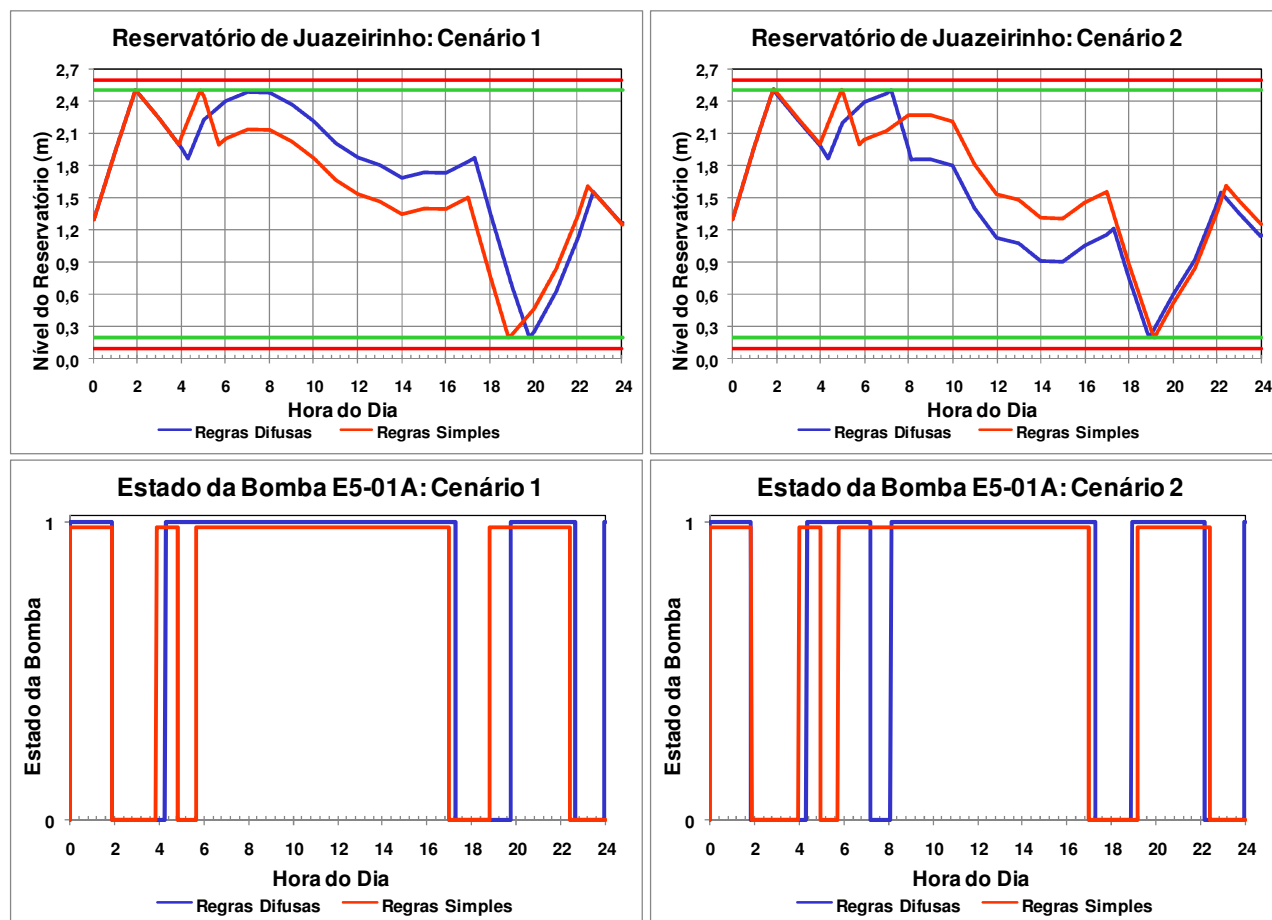 Reservatório de Juazeirinho: Cenário 1
Nível do Reservatório (m)
2,7
2,4
2,1
1,8
1,5
1,2
0,9
0,6
0,3
0,0
0 2 4 6 8 10 12 14 16 18 20 22 24
Hora do Dia
Regras Difusas Regras Simples
Reservatório de Juazeirinho: Cenário 2
Nível do Reservatório (m)
2,7
2,4
2,1
1,8
1,5
1,2
0,9
0,6
0,3
0,0
0 2 4 6 8 10 12 14 16 18 20 22 24
Hora do Dia
Regras Difusas Regras Simples
Estado da Bomba E5-01A: Cenário 1
Estado da Bomba
1
0
0 2 4 6 8 10 12 14 16 18 20 22 24
Hora do Dia
Regras Difusas Regras Simples
Estado da Bomba E5-01A: Cenário 2
Estado da Bomba
1
0
0 2 4 6 8 10 12 14 16 18 20 22 24
Hora do Dia
Regras Difusas Regras Simples